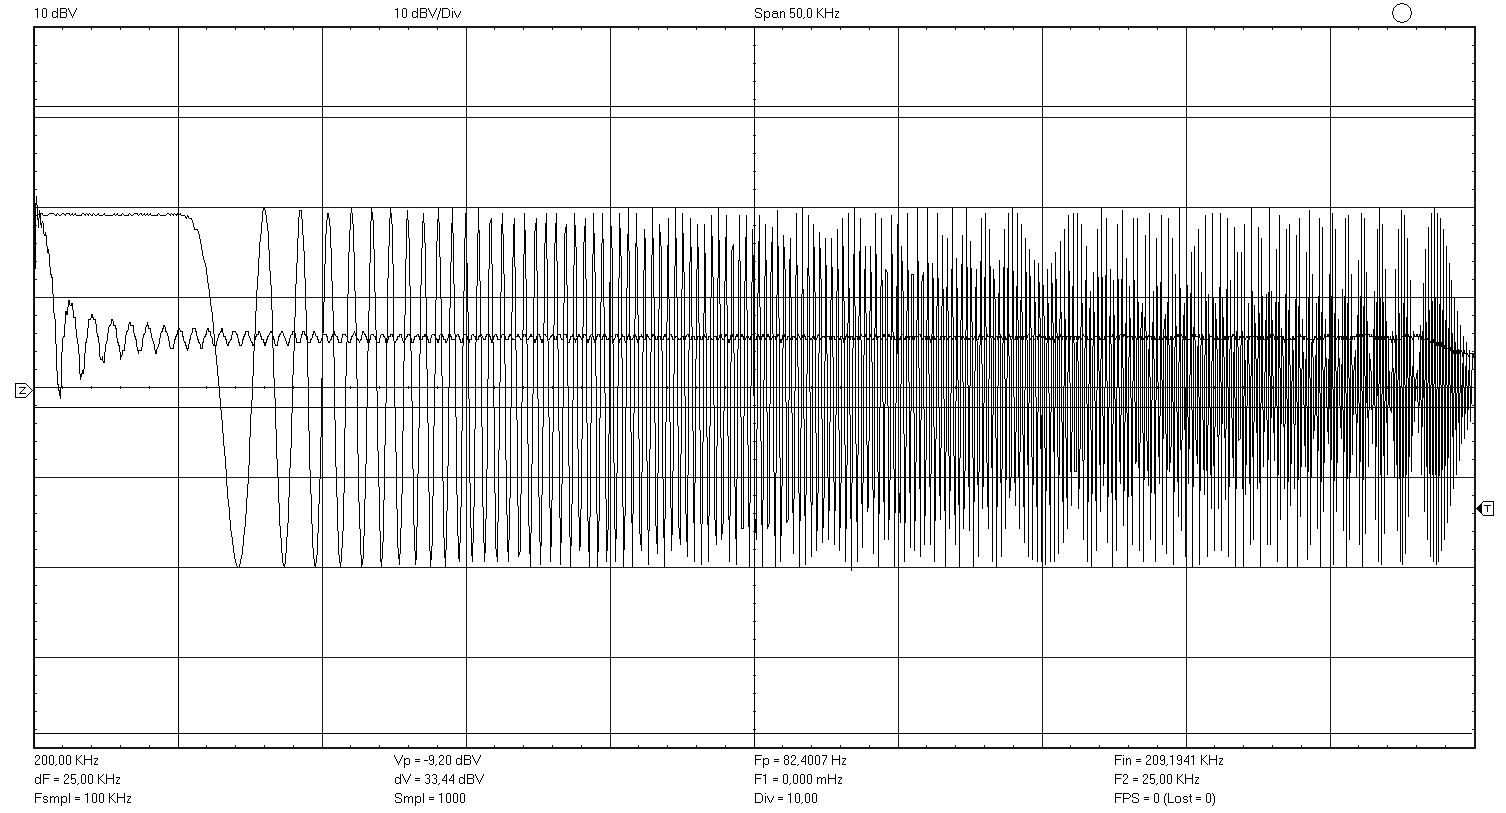 10 dBV 10 dBV/Div Span 50,0 KHz
Z
T
200,00 KHz Vp = -9,20 dBV Fp = 82,4007 Hz Fin = 209,1941 KHz
dF = 25,00 KHz dV = 33,44 dBV F1 = 0,000 mHz F2 = 25,00 KHz
Fsmpl = 100 KHz Smpl = 1000 Div = 10,00 FPS = 0 (Lost = 0)